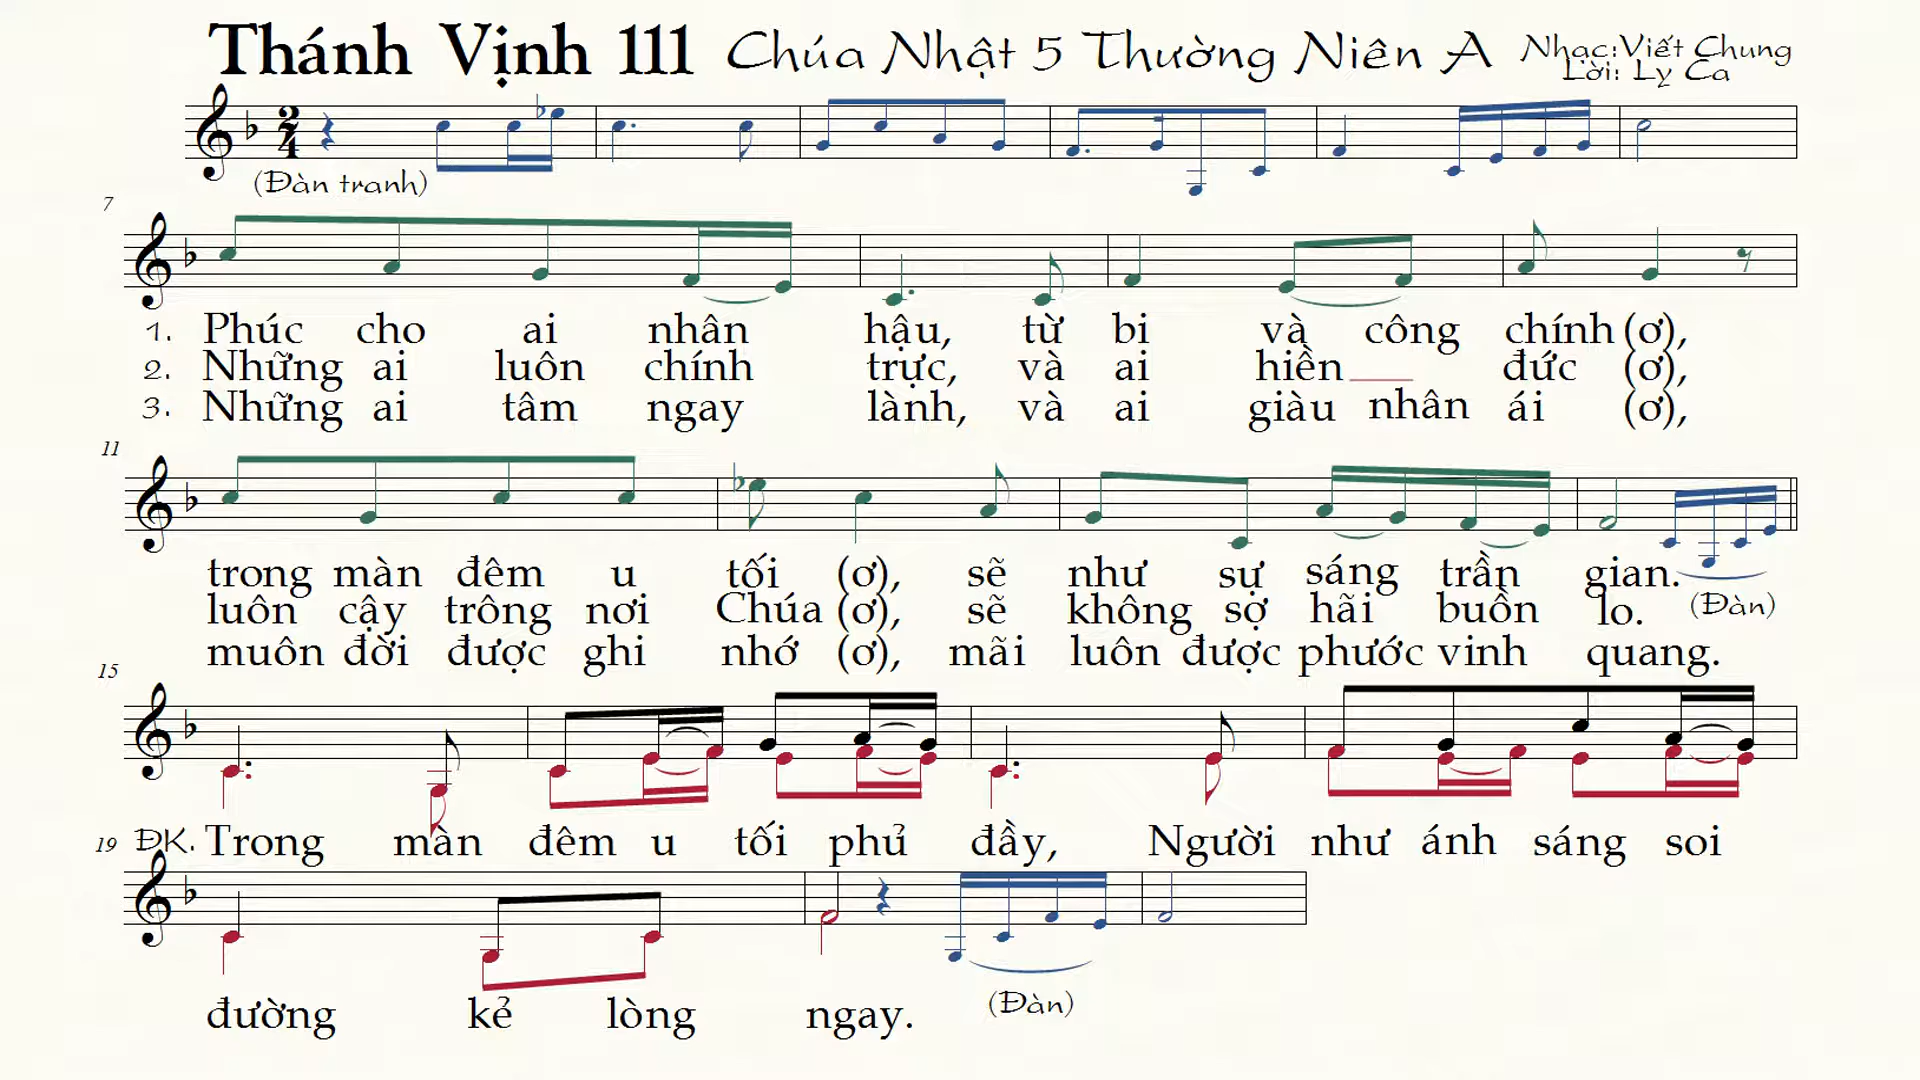 Thánh Vịnh 111 Chúa Nhật 5 Thường Niên A Nhạc: Viết Chung
Lời: Ly Ca
2/4
(Đàn tranh)
7
1. Phúc cho ai nhân hậu, từ bi và công chính (ơ),
2. Những ai luôn chính trực, và ai hiền đức (ơ),
3. Những ai tâm ngay lành, và ai giàu nhân ái (ơ),
11
trong màn đêm u tối (ơ), sẽ như sự sáng trần gian.
luôn cậy trông nơi Chúa (ơ), sẽ không sợ hãi buồn lo. (Đàn)
muôn đời được ghi nhớ (ơ), mãi luôn được phước vinh quang.
15
ĐK. Trong màn đêm u tối phủ đầy, Người như ánh sáng soi
19
đường kẻ lòng ngay. (Đàn)